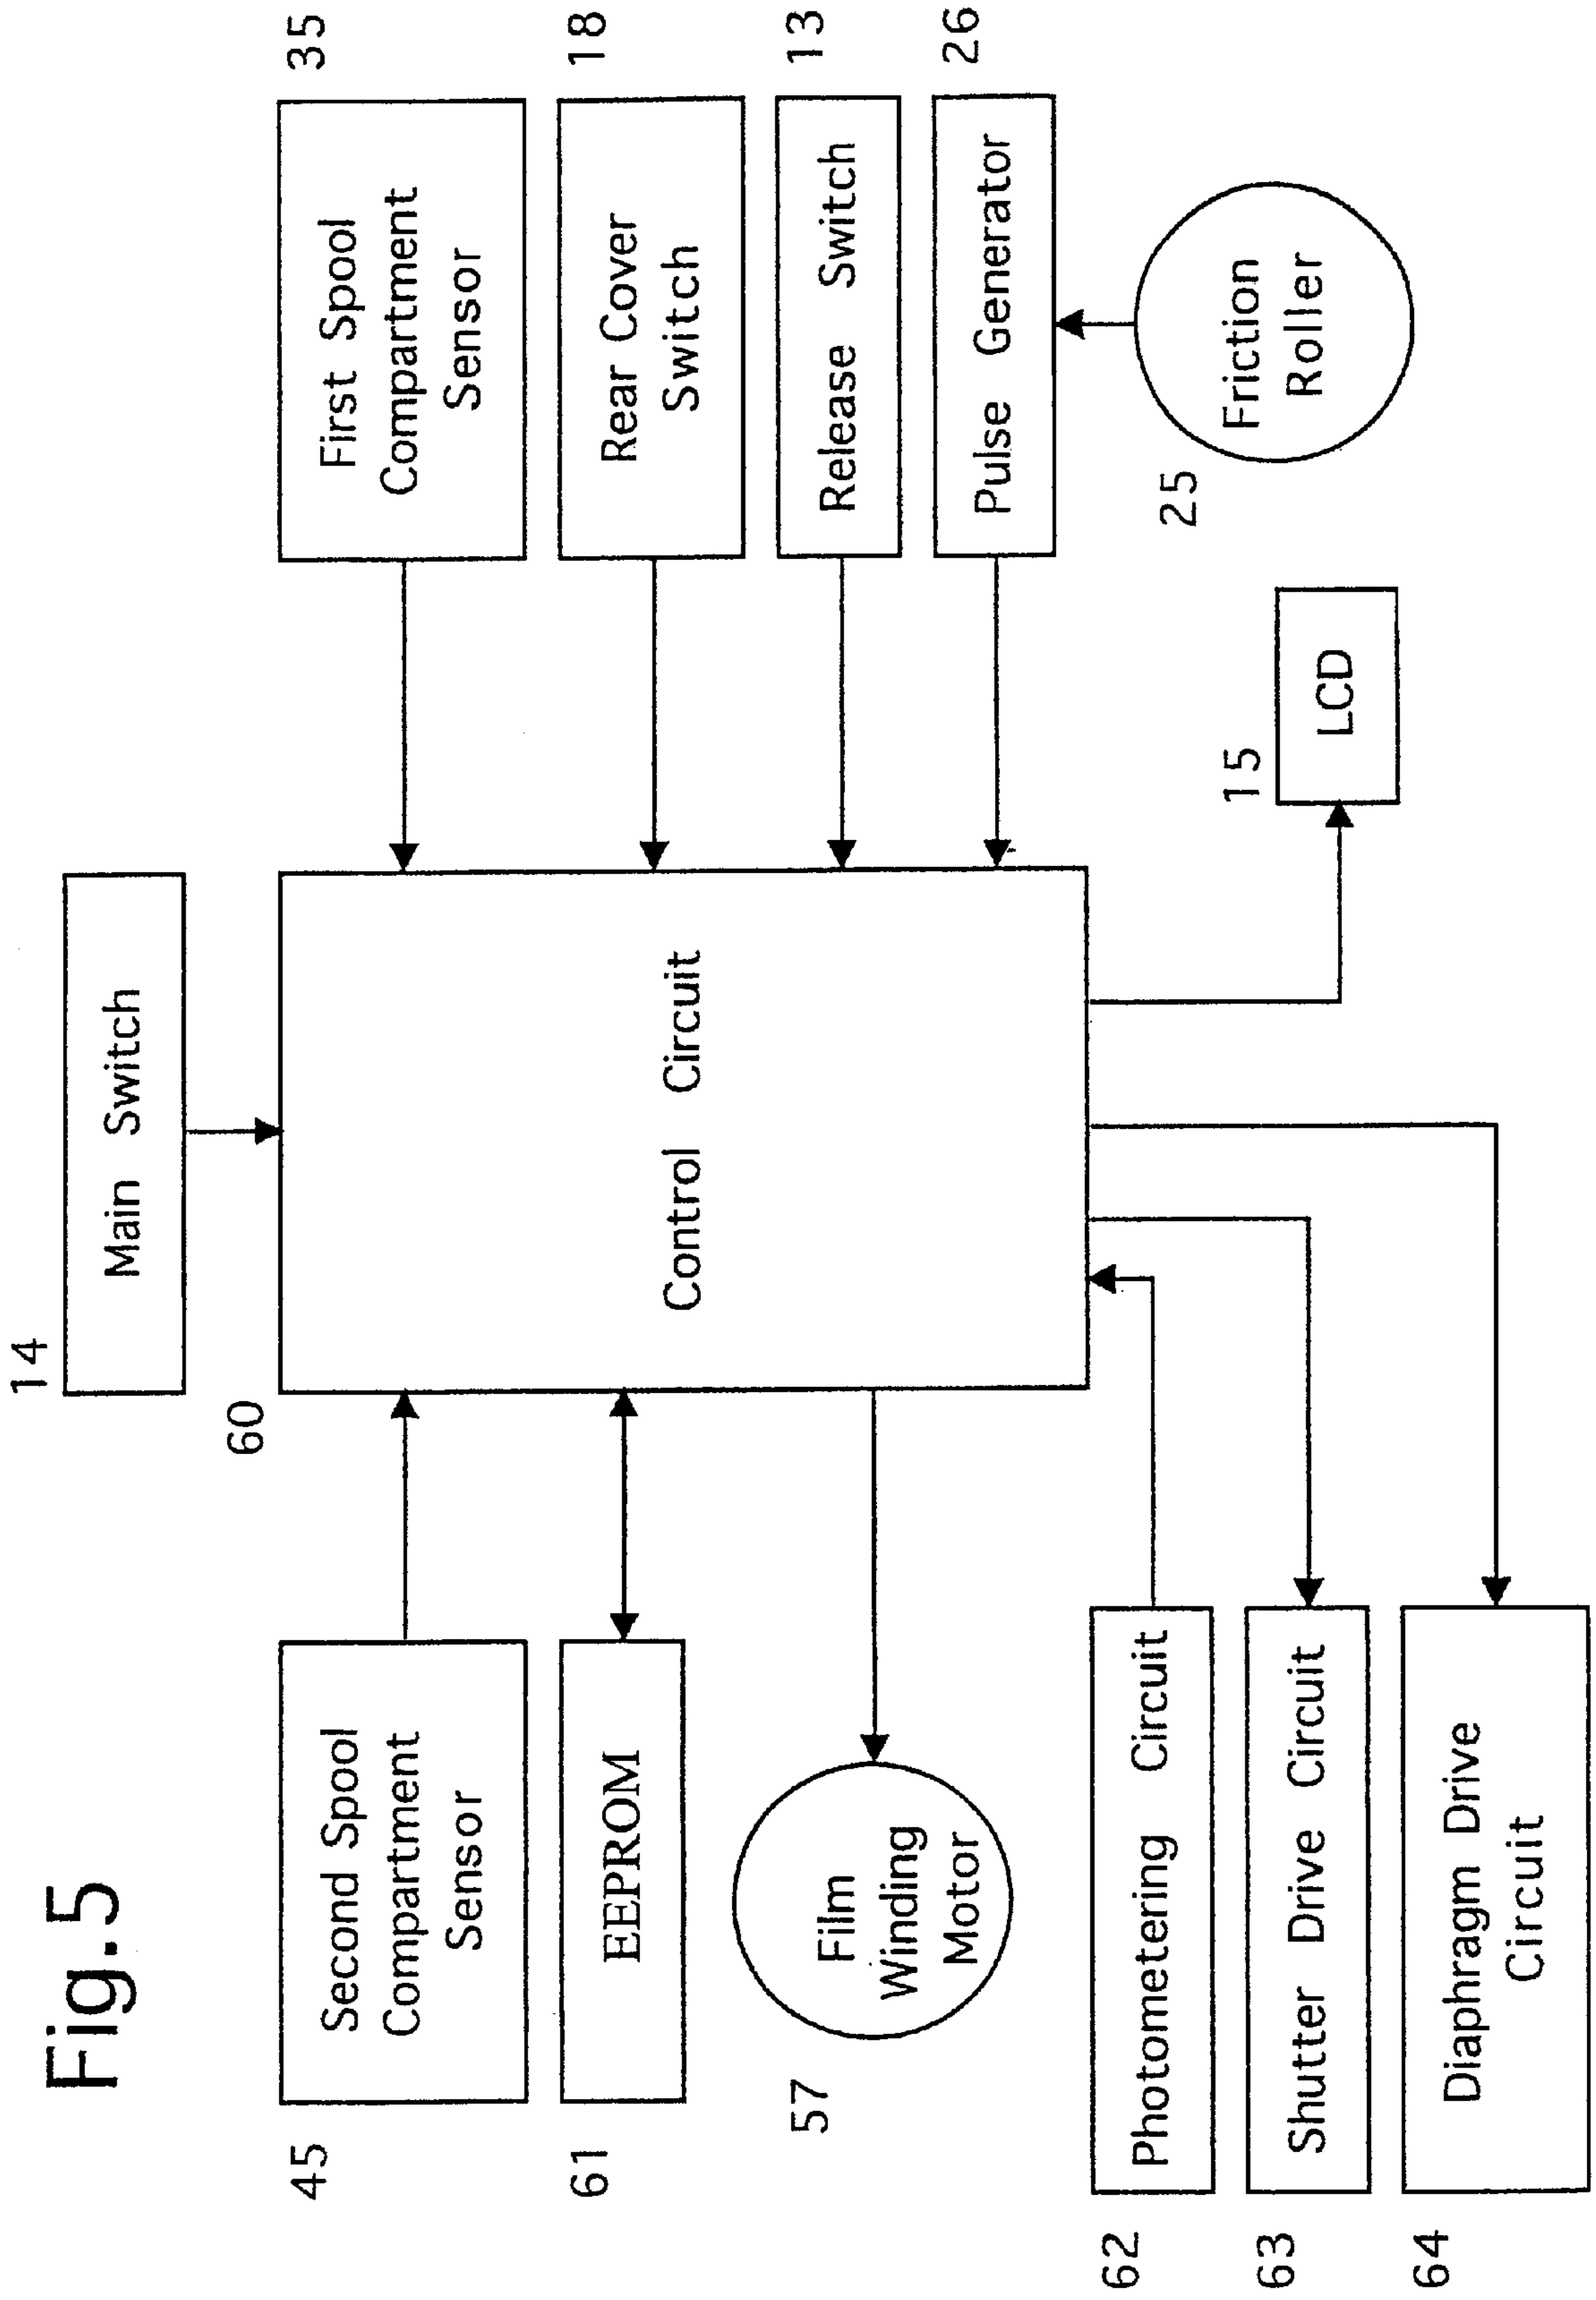 Fig.5
14
Main Switch
60
Control Circuit
45
Second Spool
Compartment
Sensor
61
EEPROM
57
Film
Winding
Motor
62
Photometering Circuit
63
Shutter Drive Circuit
64
Diaphragm Drive
Circuit
35
First Spool
Compartment
Sensor
18
Rear Cover
Switch
13
Release Switch
26
Pulse Generator
25
Friction
Roller
15
LCD